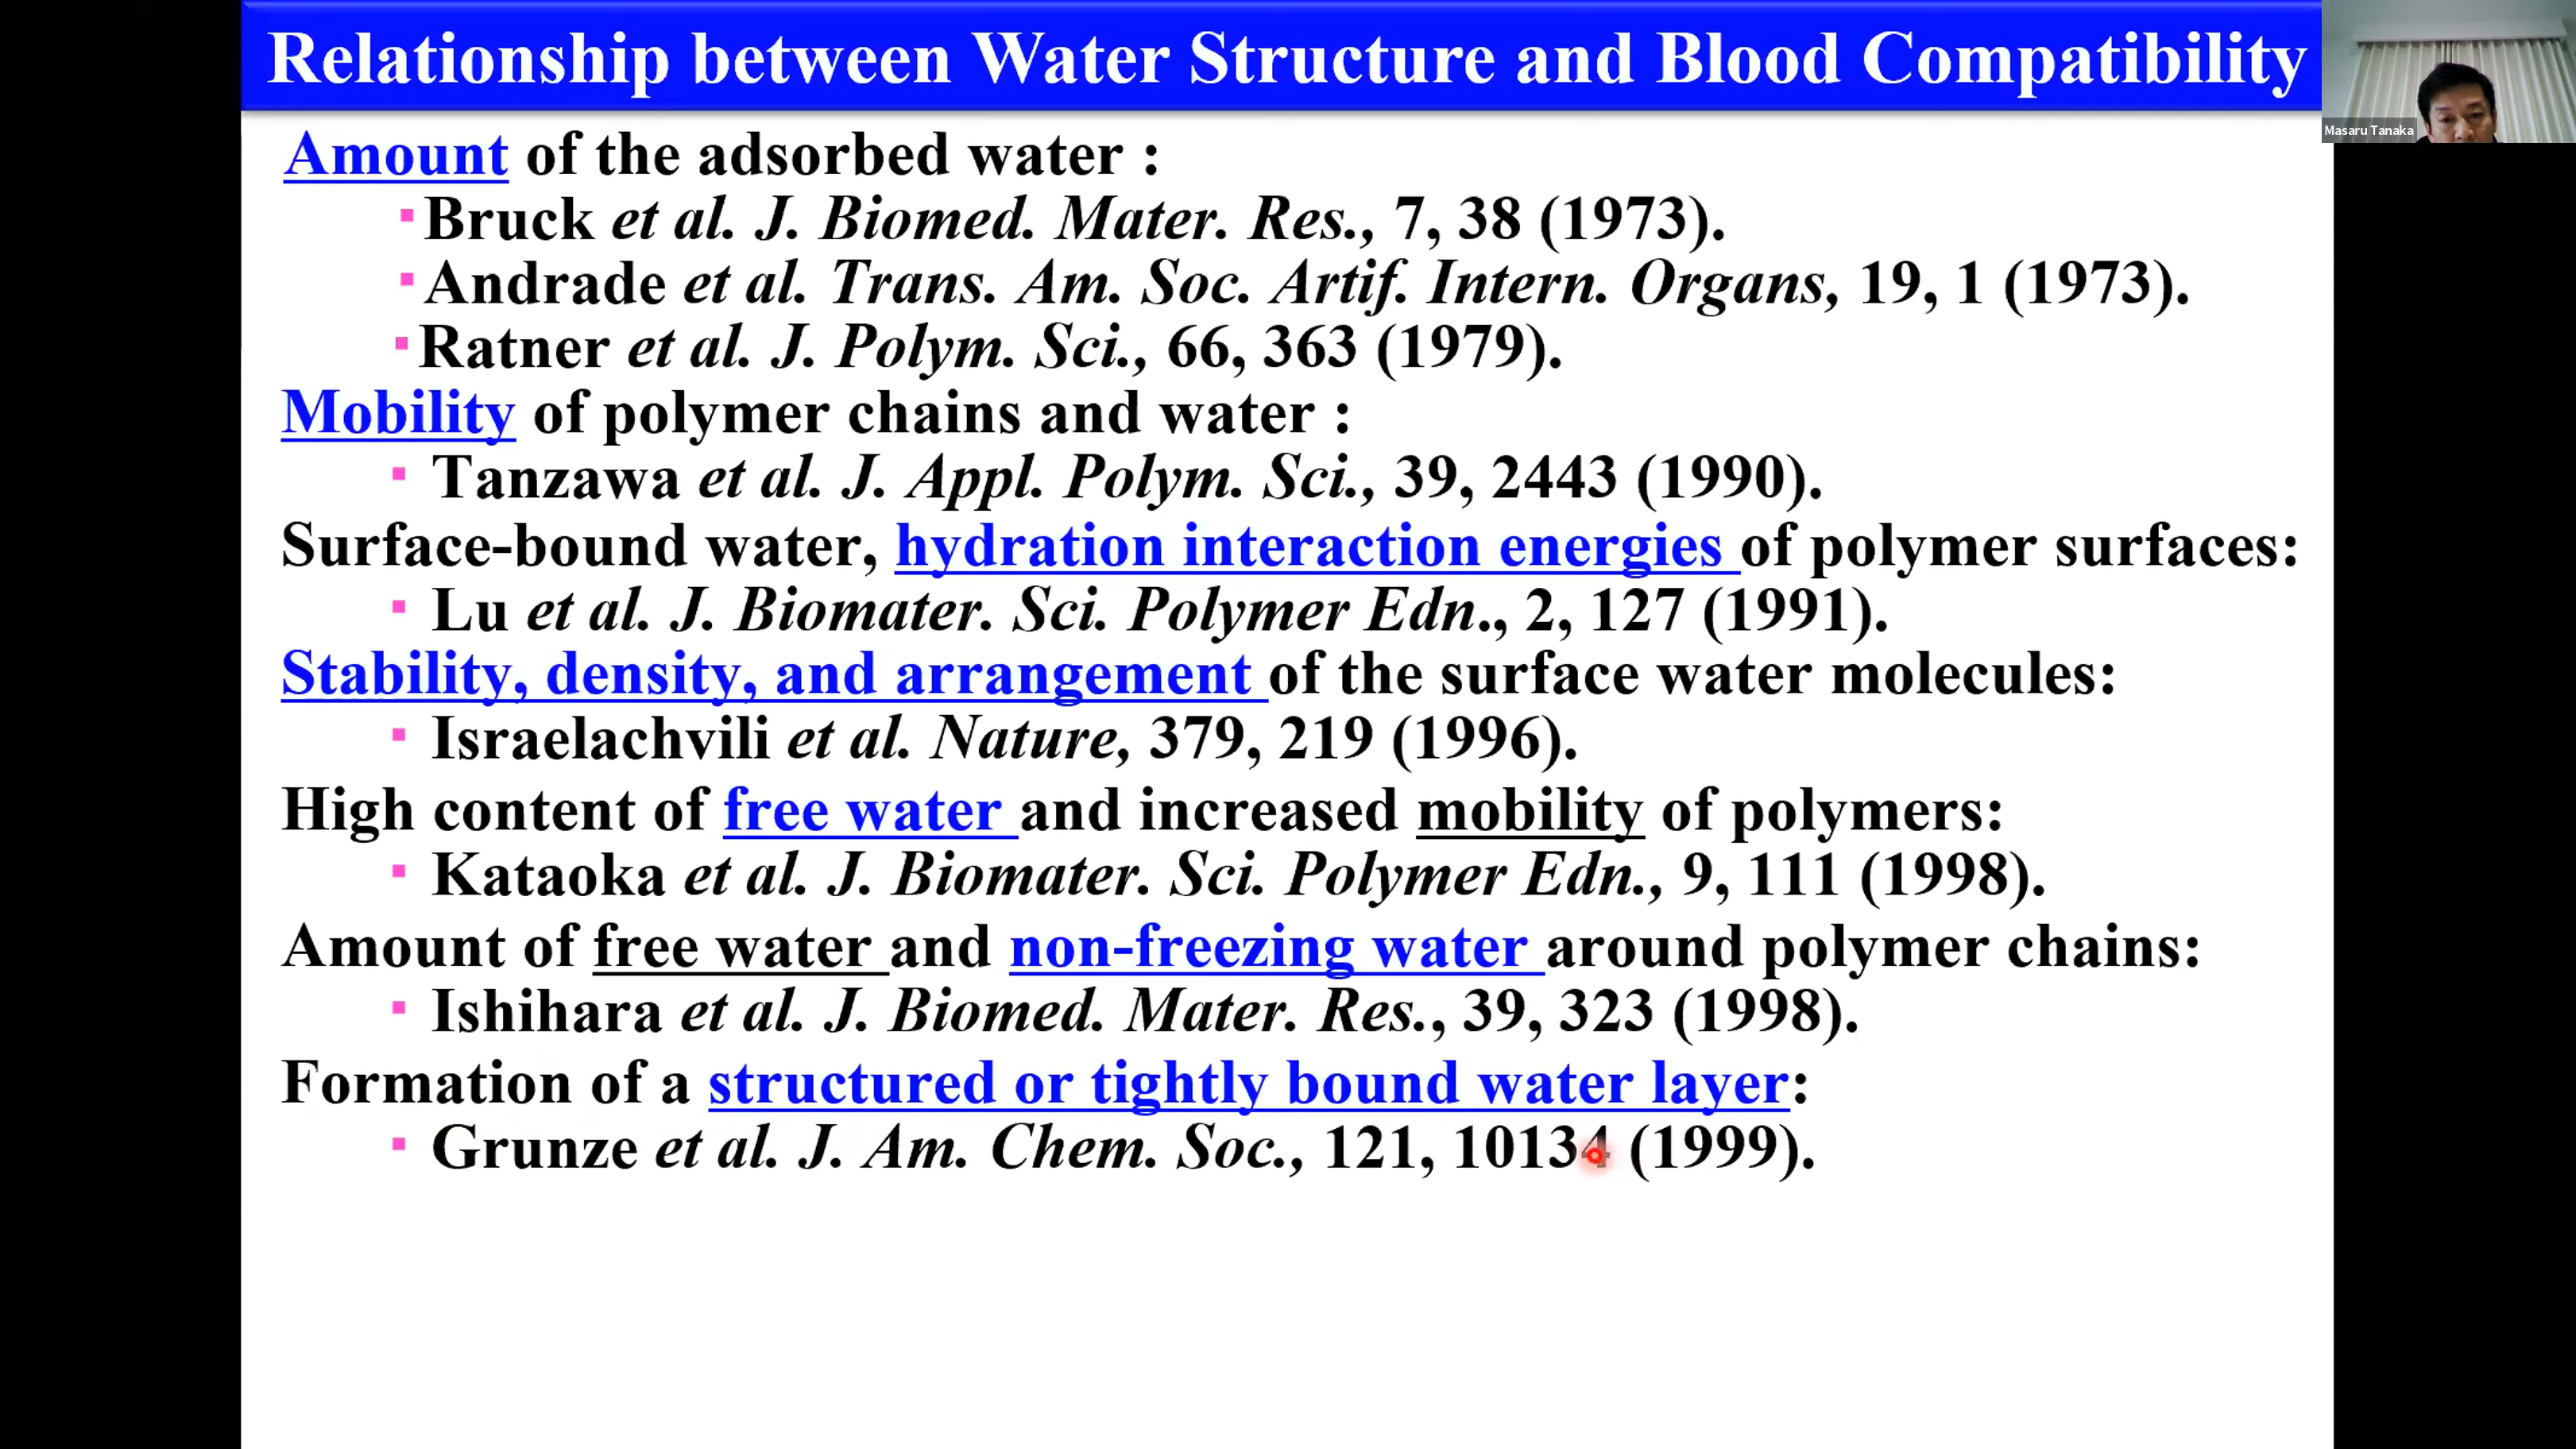 Relationship between Water Structure and Blood Compatibility
Masaru Tanaka
Amount of the adsorbed water :
▪Bruck et al. J. Biomed. Mater. Res., 7, 38 (1973).
▪Andrade et al. Trans. Am. Soc. Artif. Intern. Organs, 19, 1 (1973).
▪Ratner et al. J. Polym. Sci., 66, 363 (1979).
Mobility of polymer chains and water :
▪ Tanzawa et al. J. Appl. Polym. Sci., 39, 2443 (1990).
Surface-bound water, hydration interaction energies of polymer surfaces:
▪ Lu et al. J. Biomater. Sci. Polymer Edn., 2, 127 (1991).
Stability, density, and arrangement of the surface water molecules:
▪ Israelachvili et al. Nature, 379, 219 (1996).
High content of free water and increased mobility of polymers:
▪ Kataoka et al. J. Biomater. Sci. Polymer Edn., 9, 111 (1998).
Amount of free water and non-freezing water around polymer chains:
▪ Ishihara et al. J. Biomed. Mater. Res., 39, 323 (1998).
Formation of a structured or tightly bound water layer:
▪ Grunze et al. J. Am. Chem. Soc., 121, 10134 (1999).